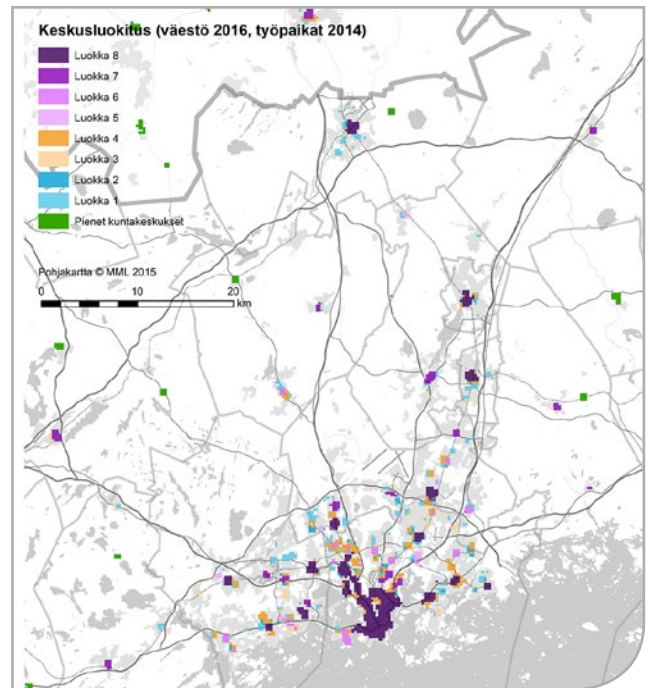 Keskusluokitus (väestö 2016, työpaikat 2014)
Luokka 8
Luokka 7
Luokka 6
Luokka 5
Luokka 4
Luokka 3
Luokka 2
Luokka 1
Pienet kuntakeskukset
Pohjakartta © MML 2015
0 10 20
km